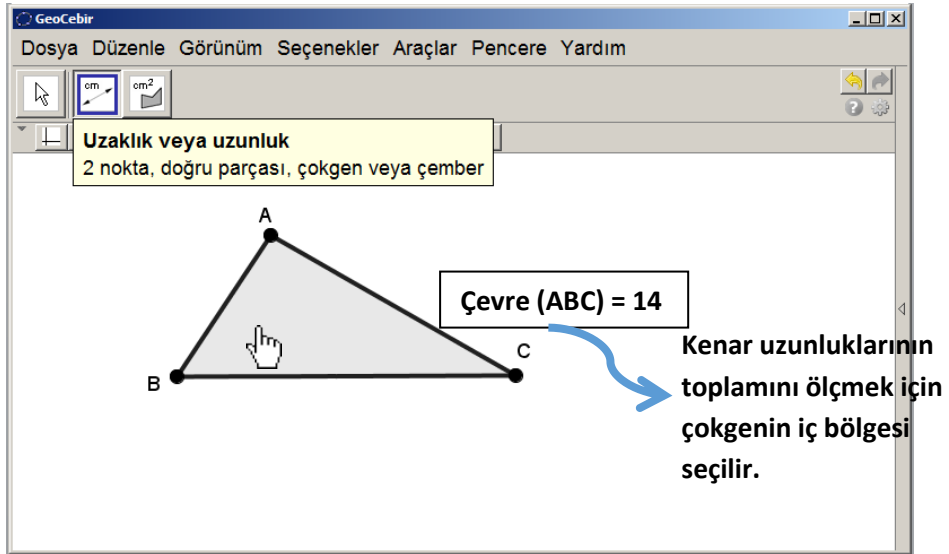 GeoCebir
Dosya Düzenle Görünüm Seçenekler Araçlar Pencere Yardım
cm
cm²
Uzaklık veya uzunluk
2 nokta, doğru parçası, çokgen veya çember
A
B
C
Çevre (ABC) = 14
Kenar uzunluklarının
toplamını ölçmek için
çokgenin iç bölgesi
seçilir.